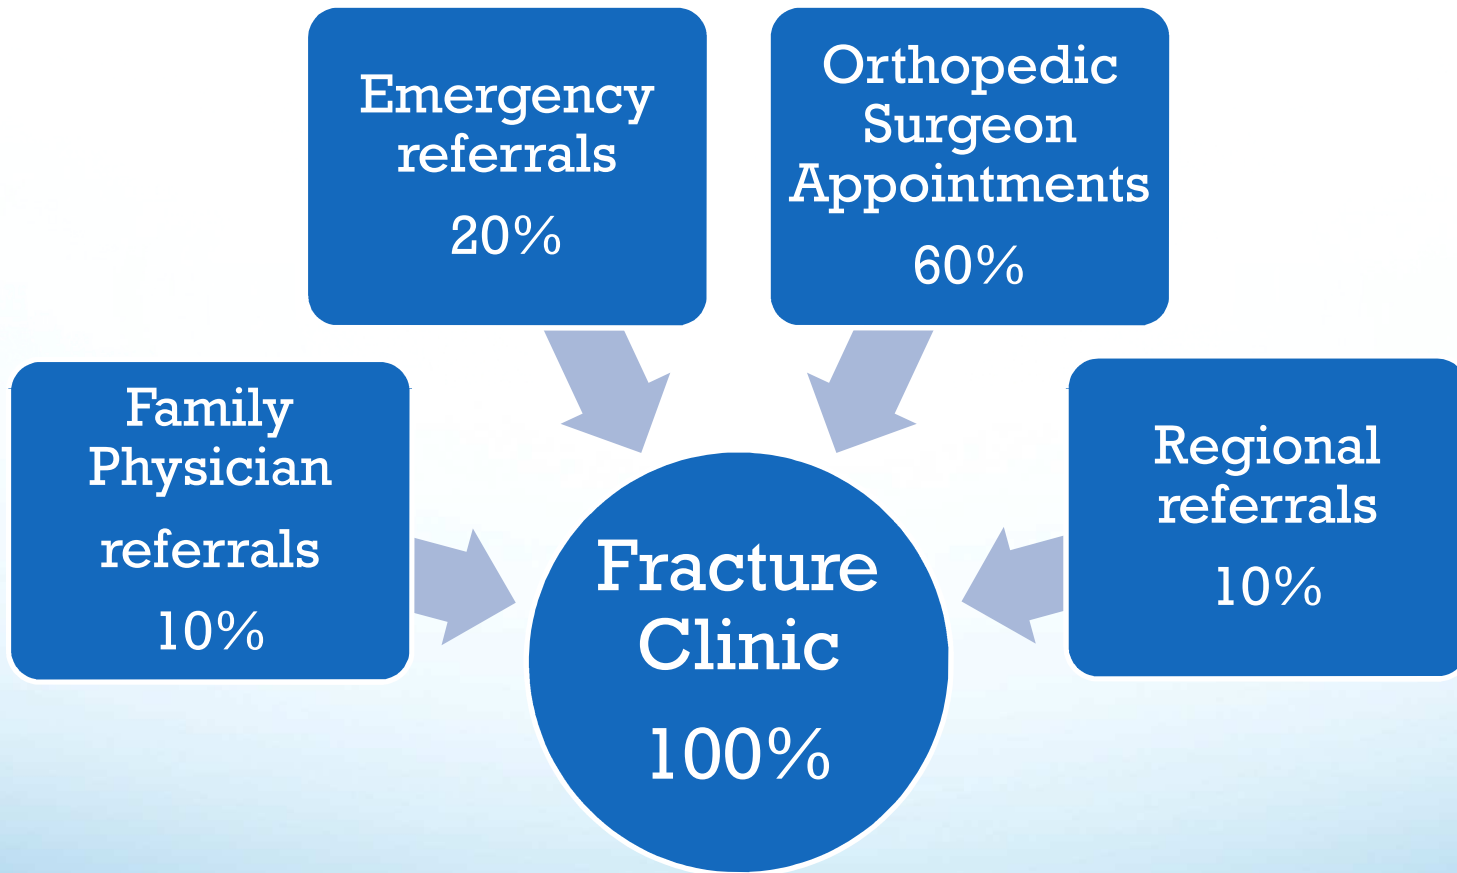 Emergency
referrals
20%
Orthopedic
Surgeon
Appointments
60%
Family
Physician
referrals
10%
Regional
referrals
10%
Fracture
Clinic
100%